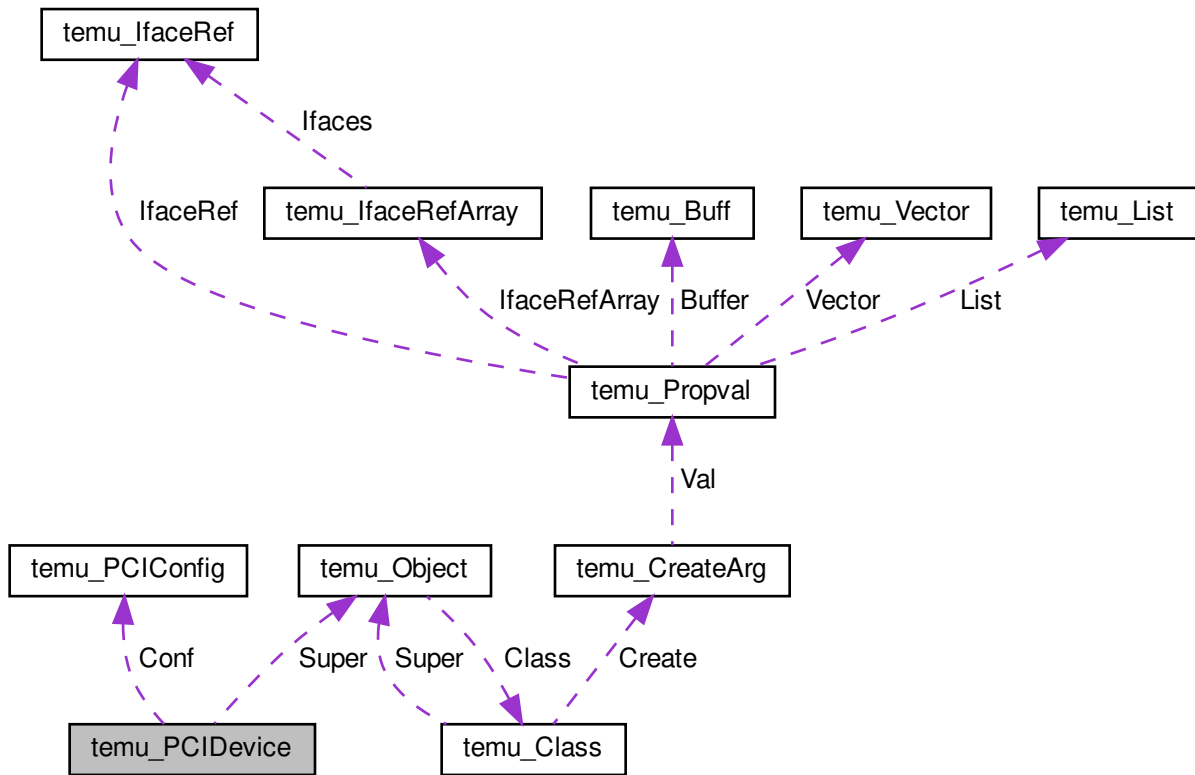 temu_IfaceRef
Ifaces
IfaceRef
temu_IfaceRefArray
temu_Buff
temu_Vector
temu_List
IfaceRefArray
Buffer
Vector
List
temu_Propval
Val
temu_PCIConfig
temu_Object
temu_CreateArg
Conf
Super
Super
Class
Create
temu_PCIDevice
temu_Class